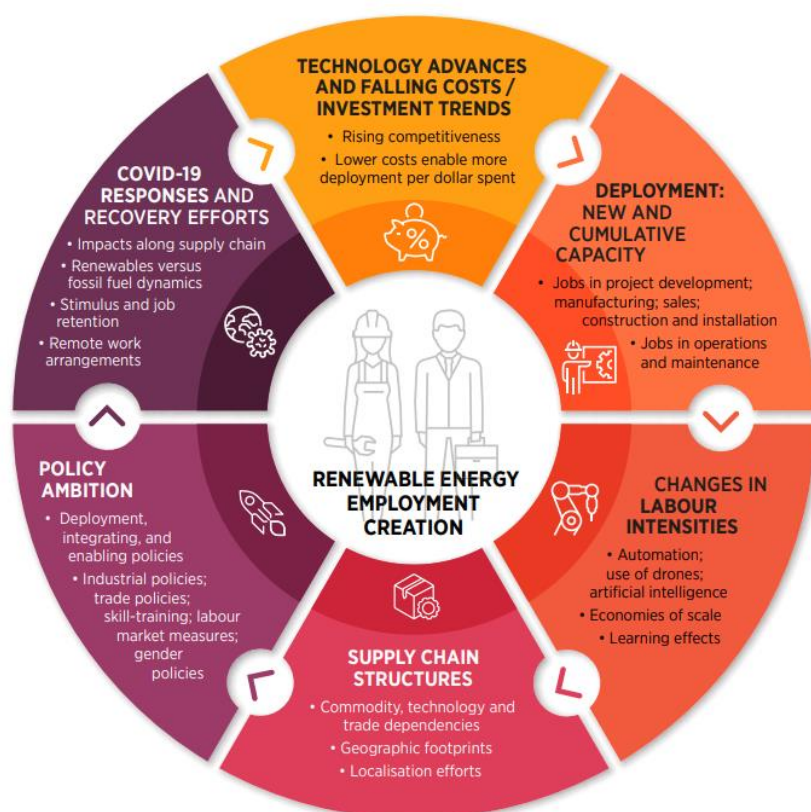 TECHNOLOGY ADVANCES
AND FALLING COSTS /
INVESTMENT TRENDS
• Rising competitiveness
• Lower costs enable more
deployment per dollar spent
DEPLOYMENT:
NEW AND
CUMULATIVE
CAPACITY
• Jobs in project development;
manufacturing; sales;
construction and installation
• Jobs in operations
and maintenance
CHANGES IN
LABOUR
INTENSITIES
• Automation;
use of drones;
artificial intelligence
• Economies of scale
• Learning effects
SUPPLY CHAIN
STRUCTURES
• Commodity, technology and
trade dependencies
• Geographic footprints
• Localisation efforts
POLICY
AMBITION
• Deployment,
integrating, and
enabling policies
• Industrial policies;
trade policies;
skill-training; labour
market measures;
gender
policies
COVID-19
RESPONSES AND
RECOVERY EFFORTS
• Impacts along supply chain
• Renewables versus
fossil fuel dynamics
• Stimulus and job
retention
• Remote work
arrangements
RENEWABLE ENERGY
EMPLOYMENT
CREATION
%